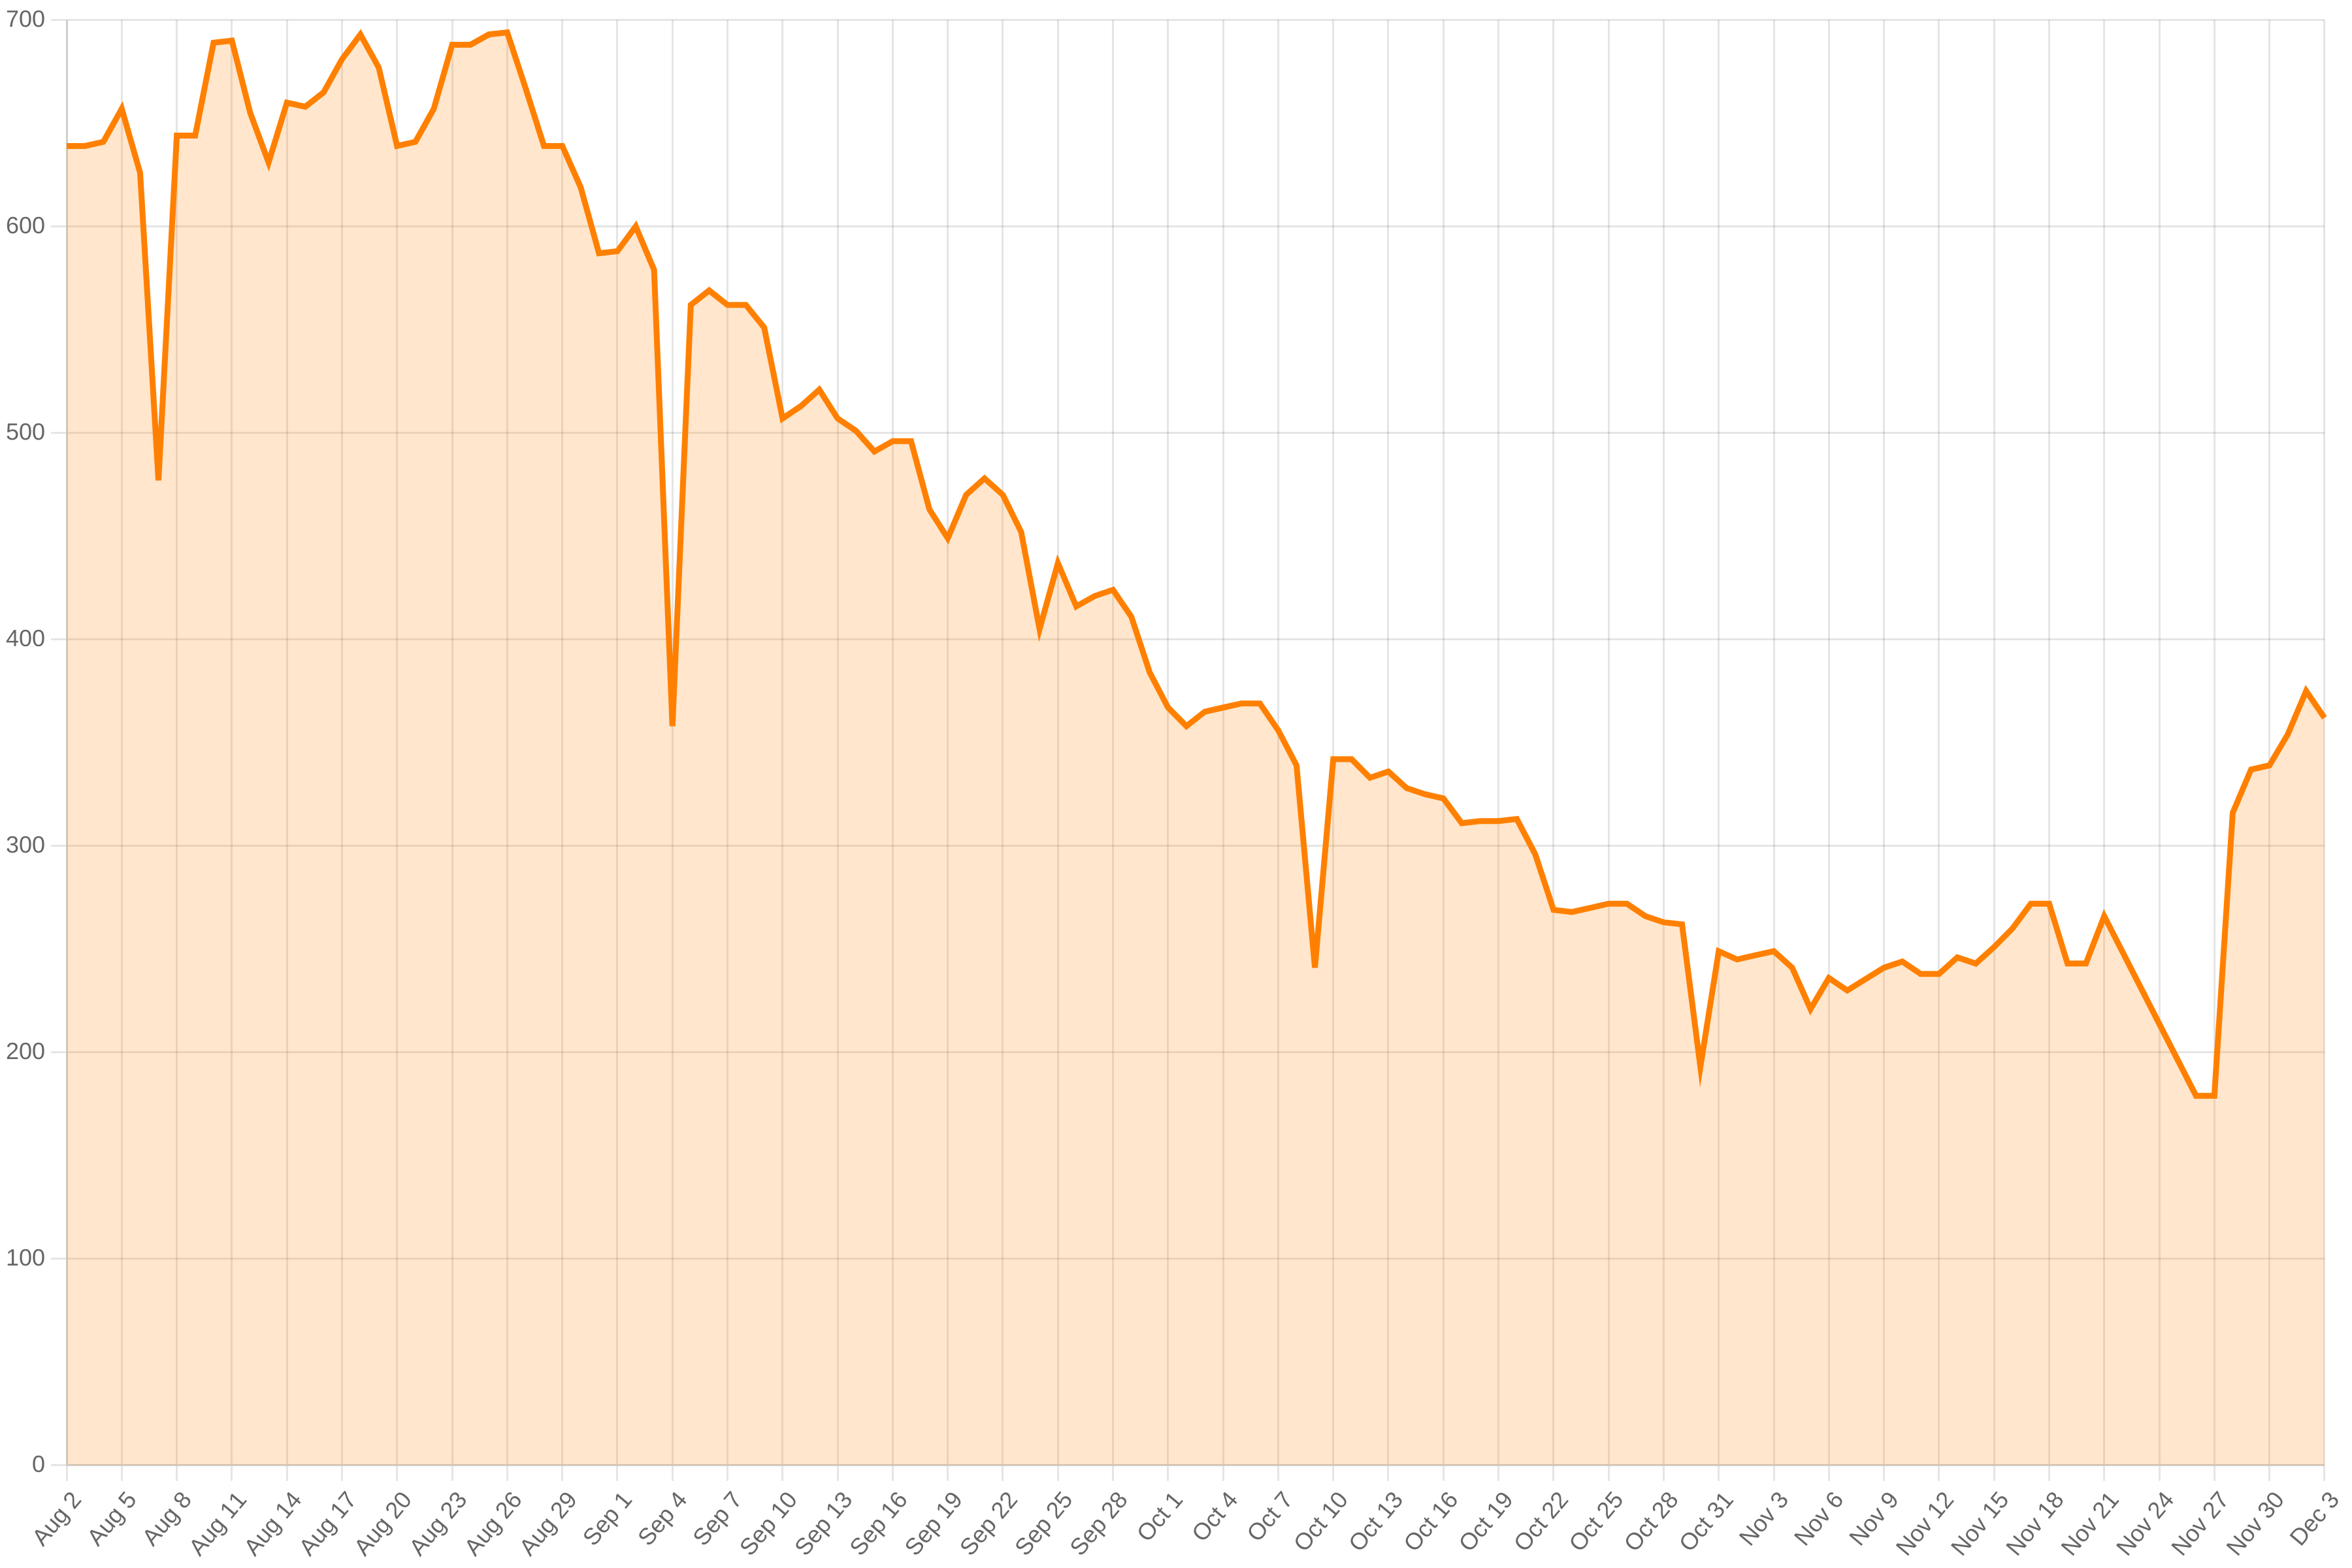 700
600
500
400
300
200
100
0
Aug 2
Aug 5
Aug 8
Aug 11
Aug 14
Aug 17
Aug 20
Aug 23
Aug 26
Aug 29
Sep 1
Sep 4
Sep 7
Sep 10
Sep 13
Sep 16
Sep 19
Sep 22
Sep 25
Sep 28
Oct 1
Oct 4
Oct 7
Oct 10
Oct 13
Oct 16
Oct 19
Oct 22
Oct 25
Oct 28
Oct 31
Nov 3
Nov 6
Nov 9
Nov 12
Nov 15
Nov 18
Nov 21
Nov 24
Nov 27
Nov 30
Dec 3